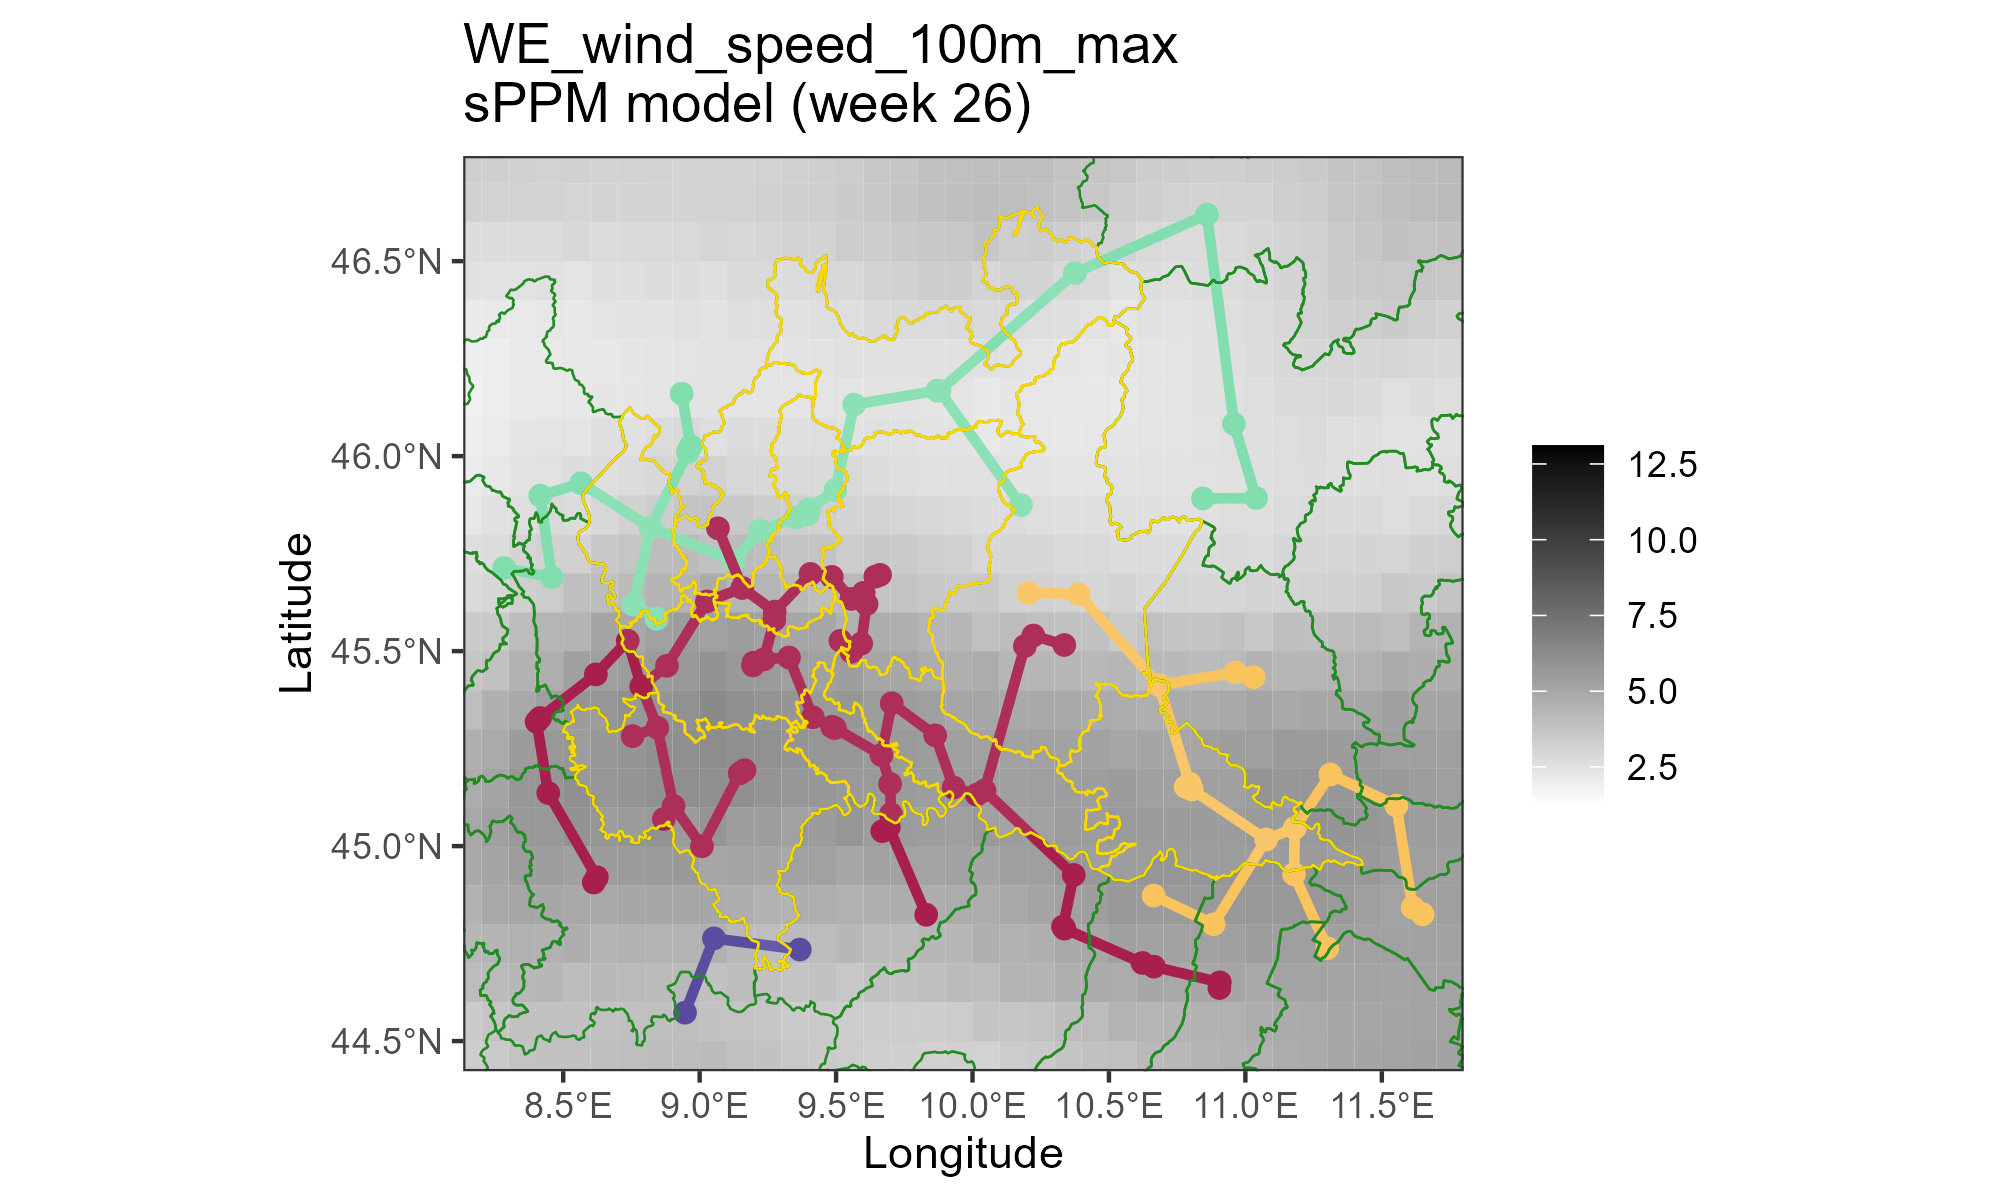 WE_wind_speed_100m_max
sPPM model (week 26)
Latitude
46.5°N
46.0°N
45.5°N
45.0°N
44.5°N
8.5°E
9.0°E
9.5°E
10.0°E
10.5°E
11.0°E
11.5°E
Longitude
12.5
10.0
7.5
5.0
2.5